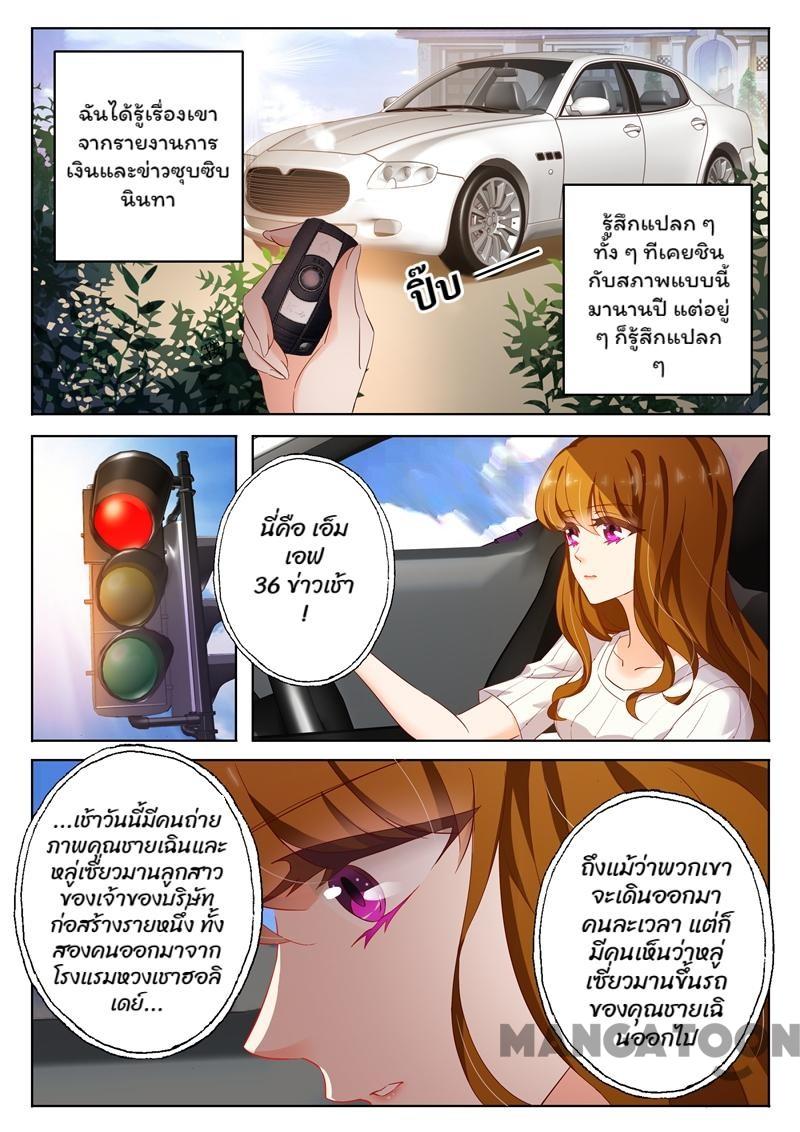 ฉันได้รู้เรื่องเขา
จากรายงานการ
เงินและข่าวซุบซิบ
นินทา
รู้สึกแปลก ๆ
ทั้ง ๆ ทีเคยชิน
กับสภาพแบบนี้
มานานปี แต่อยู่
ๆ ก็รู้สึกแปลก
ๆ
ปิ๊บ
นี่คือ เอ็ม
เอฟ
36 ข่าวเช้า
!
...เช้าวันนี้มีคนถ่าย
ภาพคุณชายเฉินและ
หลู่เซี่ยวมานลูกสาว
ของเจ้าของบริษัท
ก่อสร้างรายหนึ่ง ทั้ง
สองคนออกมาจาก
โรงแรมหวงเชาฮอลิ
เดย์...
ถึงแม้ว่าพวกเขา
จะเดินออกมา
คนละเวลา แต่ก็
มีคนเห็นว่าหลู่
เซี่ยวมานขึ้นรถ
ของคุณชายเฉิ
นออกไป
MANGATOON